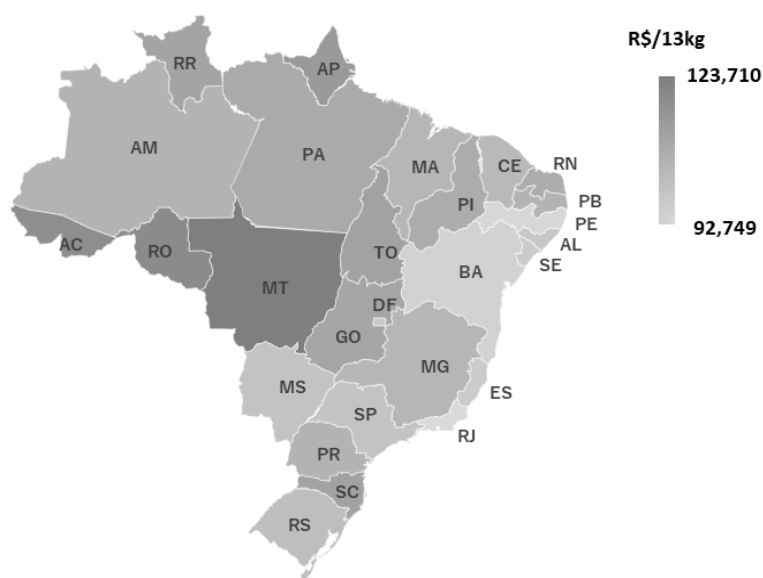 R$/13kg
123,710
92,749
RR
AP
AM
PA
MA
CE
RN
PB
PE
AL
SE
PI
AC
RO
TO
BA
MT
DF
GO
MG
MS
ES
SP
RJ
PR
SC
RS